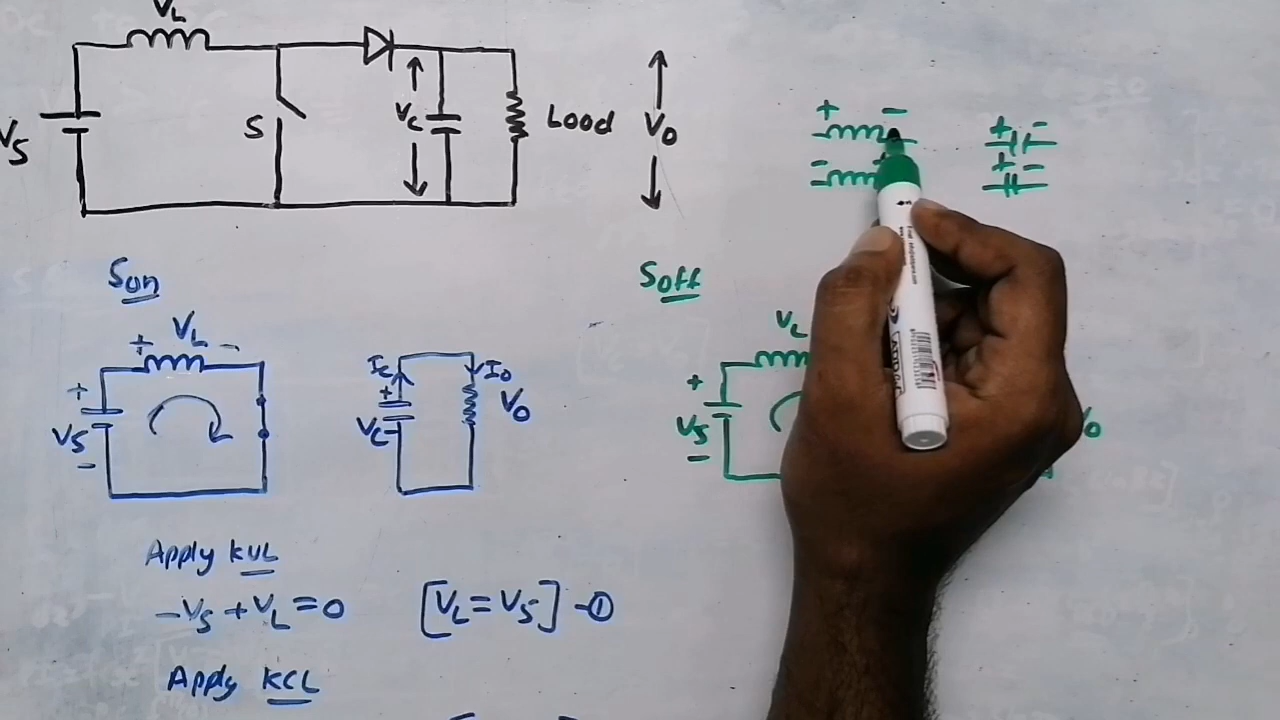 VL
VS
S
VC
Lood
VO
+ -
- +
+ -
+ -
Son
+ VL -
+
VS
-
IC
+
VC
-
IO
VO
Soff
VL
+
VS
-
O
Apply KVL
-VS + VL = 0 [VL = VS] -①
Apply KCL